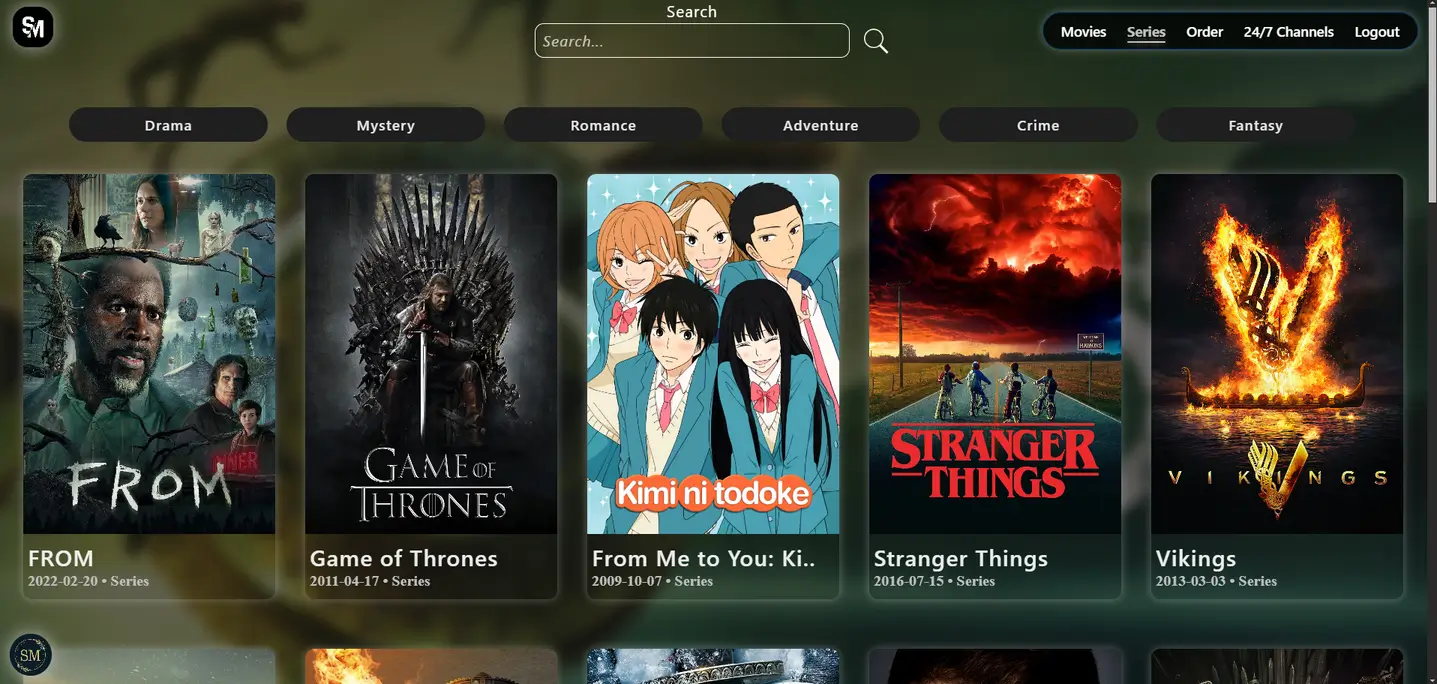 SM
Search
Search...
Movies Series Order 24/7 Channels Logout
Drama Mystery Romance Adventure Crime Fantasy
FROM
GAME OF
THRONES
Kimi ni todoke
STRANGER
THINGS
VIKINGS
FROM
2022-02-20 • Series
Game of Thrones
2011-04-17 • Series
From Me to You: Ki..
2009-10-07 • Series
Stranger Things
2016-07-15 • Series
Vikings
2013-03-03 • Series
SM